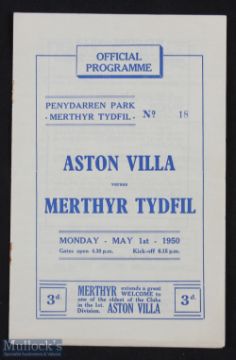 OFFICIAL
PROGRAMME
PENYDARREN PARK
· MERTHYR TYDFIL · Nº 18
ASTON VILLA
versus
MERTHYR TYDFIL
MONDAY - MAY 1st - 1950
Gates open 4.30 p.m. Kick-off 6.15 p.m.
3d. MERTHYR extends a great 3d.
WELCOME to
one of the oldest of the Clubs
in the 1st.
Division. ASTON VILLA
Mullock's